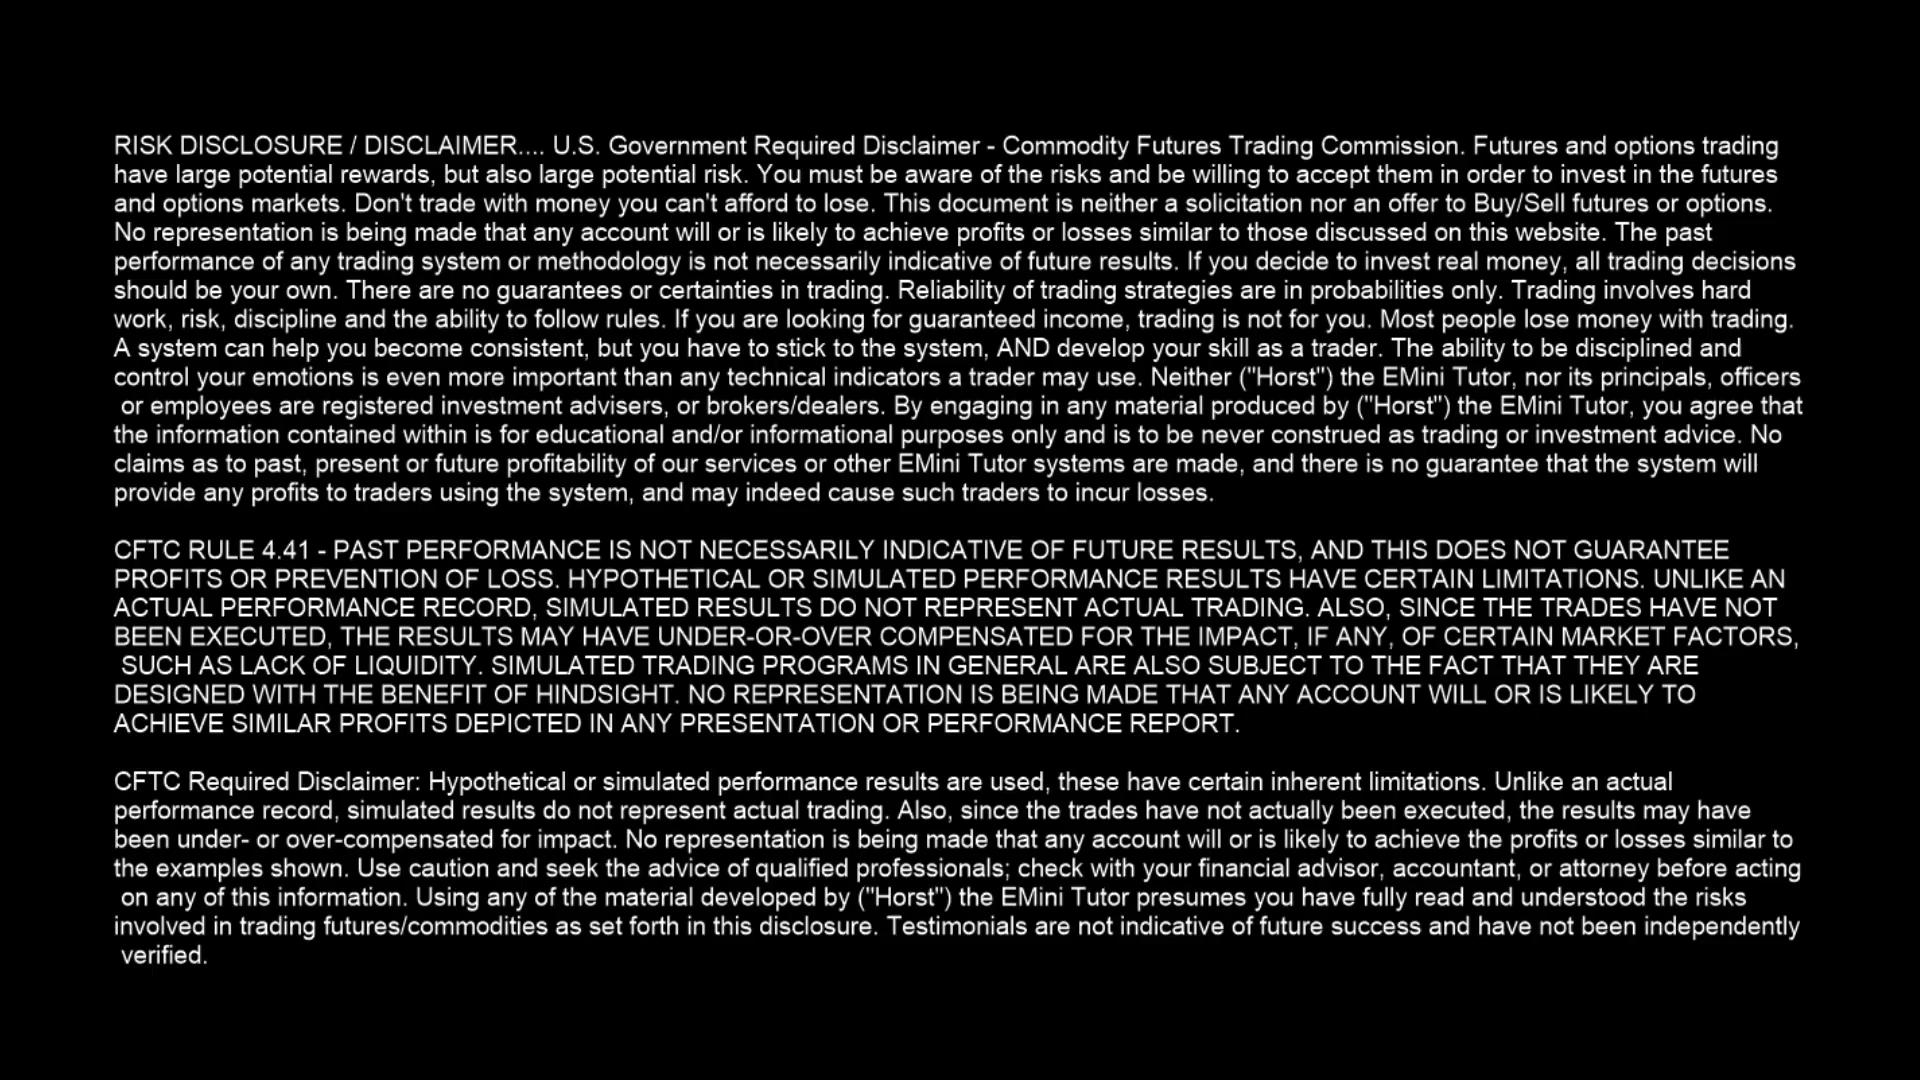 RISK DISCLOSURE / DISCLAIMER.... U.S. Government Required Disclaimer - Commodity Futures Trading Commission. Futures and options trading
have large potential rewards, but also large potential risk. You must be aware of the risks and be willing to accept them in order to invest in the futures
and options markets. Don't trade with money you can't afford to lose. This document is neither a solicitation nor an offer to Buy/Sell futures or options.
No representation is being made that any account will or is likely to achieve profits or losses similar to those discussed on this website. The past
performance of any trading system or methodology is not necessarily indicative of future results. If you decide to invest real money, all trading decisions
should be your own. There are no guarantees or certainties in trading. Reliability of trading strategies are in probabilities only. Trading involves hard
work, risk, discipline and the ability to follow rules. If you are looking for guaranteed income, trading is not for you. Most people lose money with trading.
A system can help you become consistent, but you have to stick to the system, AND develop your skill as a trader. The ability to be disciplined and
control your emotions is even more important than any technical indicators a trader may use. Neither ("Horst") the EMini Tutor, nor its principals, officers
or employees are registered investment advisers, or brokers/dealers. By engaging in any material produced by ("Horst") the EMini Tutor, you agree that
the information contained within is for educational and/or informational purposes only and is to be never construed as trading or investment advice. No
claims as to past, present or future profitability of our services or other EMini Tutor systems are made, and there is no guarantee that the system will
provide any profits to traders using the system, and may indeed cause such traders to incur losses.
CFTC RULE 4.41 - PAST PERFORMANCE IS NOT NECESSARILY INDICATIVE OF FUTURE RESULTS, AND THIS DOES NOT GUARANTEE
PROFITS OR PREVENTION OF LOSS. HYPOTHETICAL OR SIMULATED PERFORMANCE RESULTS HAVE CERTAIN LIMITATIONS. UNLIKE AN
ACTUAL PERFORMANCE RECORD, SIMULATED RESULTS DO NOT REPRESENT ACTUAL TRADING. ALSO, SINCE THE TRADES HAVE NOT
BEEN EXECUTED, THE RESULTS MAY HAVE UNDER-OR-OVER COMPENSATED FOR THE IMPACT, IF ANY, OF CERTAIN MARKET FACTORS,
SUCH AS LACK OF LIQUIDITY. SIMULATED TRADING PROGRAMS IN GENERAL ARE ALSO SUBJECT TO THE FACT THAT THEY ARE
DESIGNED WITH THE BENEFIT OF HINDSIGHT. NO REPRESENTATION IS BEING MADE THAT ANY ACCOUNT WILL OR IS LIKELY TO
ACHIEVE SIMILAR PROFITS DEPICTED IN ANY PRESENTATION OR PERFORMANCE REPORT.
CFTC Required Disclaimer: Hypothetical or simulated performance results are used, these have certain inherent limitations. Unlike an actual
performance record, simulated results do not represent actual trading. Also, since the trades have not actually been executed, the results may have
been under- or over-compensated for impact. No representation is being made that any account will or is likely to achieve the profits or losses similar to
the examples shown. Use caution and seek the advice of qualified professionals; check with your financial advisor, accountant, or attorney before acting
on any of this information. Using any of the material developed by ("Horst") the EMini Tutor presumes you have fully read and understood the risks
involved in trading futures/commodities as set forth in this disclosure. Testimonials are not indicative of future success and have not been independently
verified.